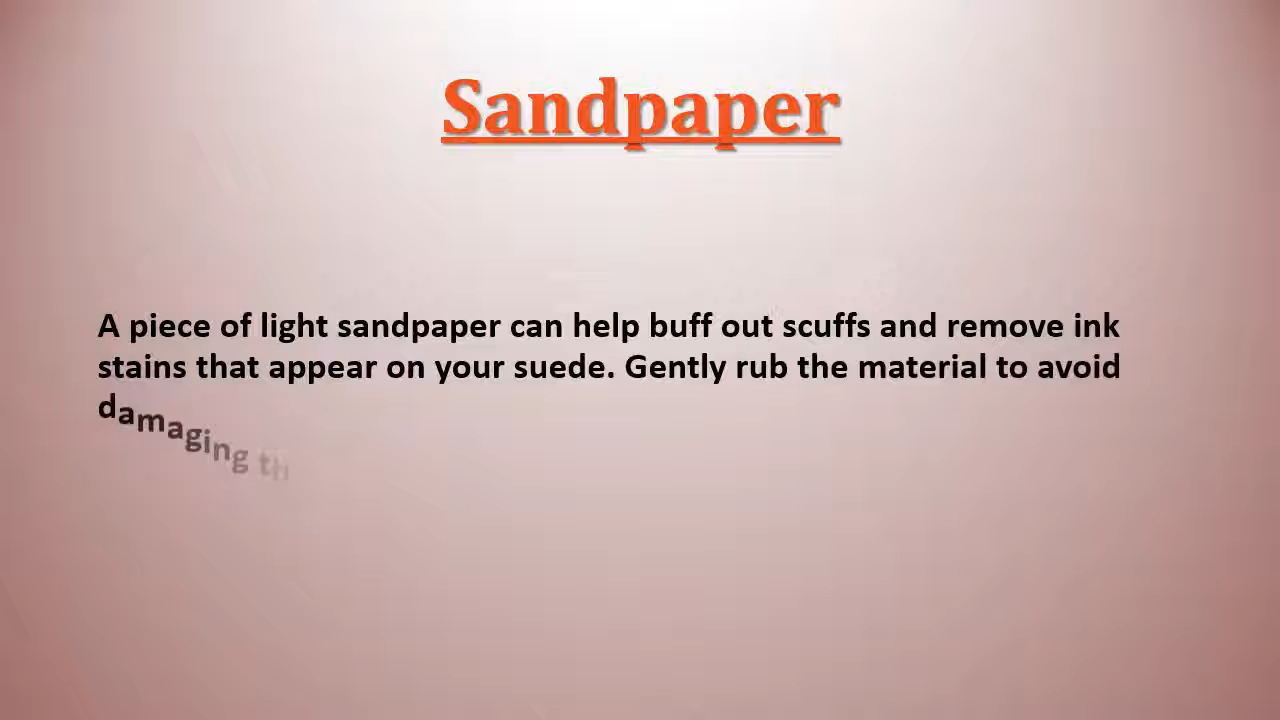 Sandpaper
A piece of light sandpaper can help buff out scuffs and remove ink
stains that appear on your suede. Gently rub the material to avoid
damaging th